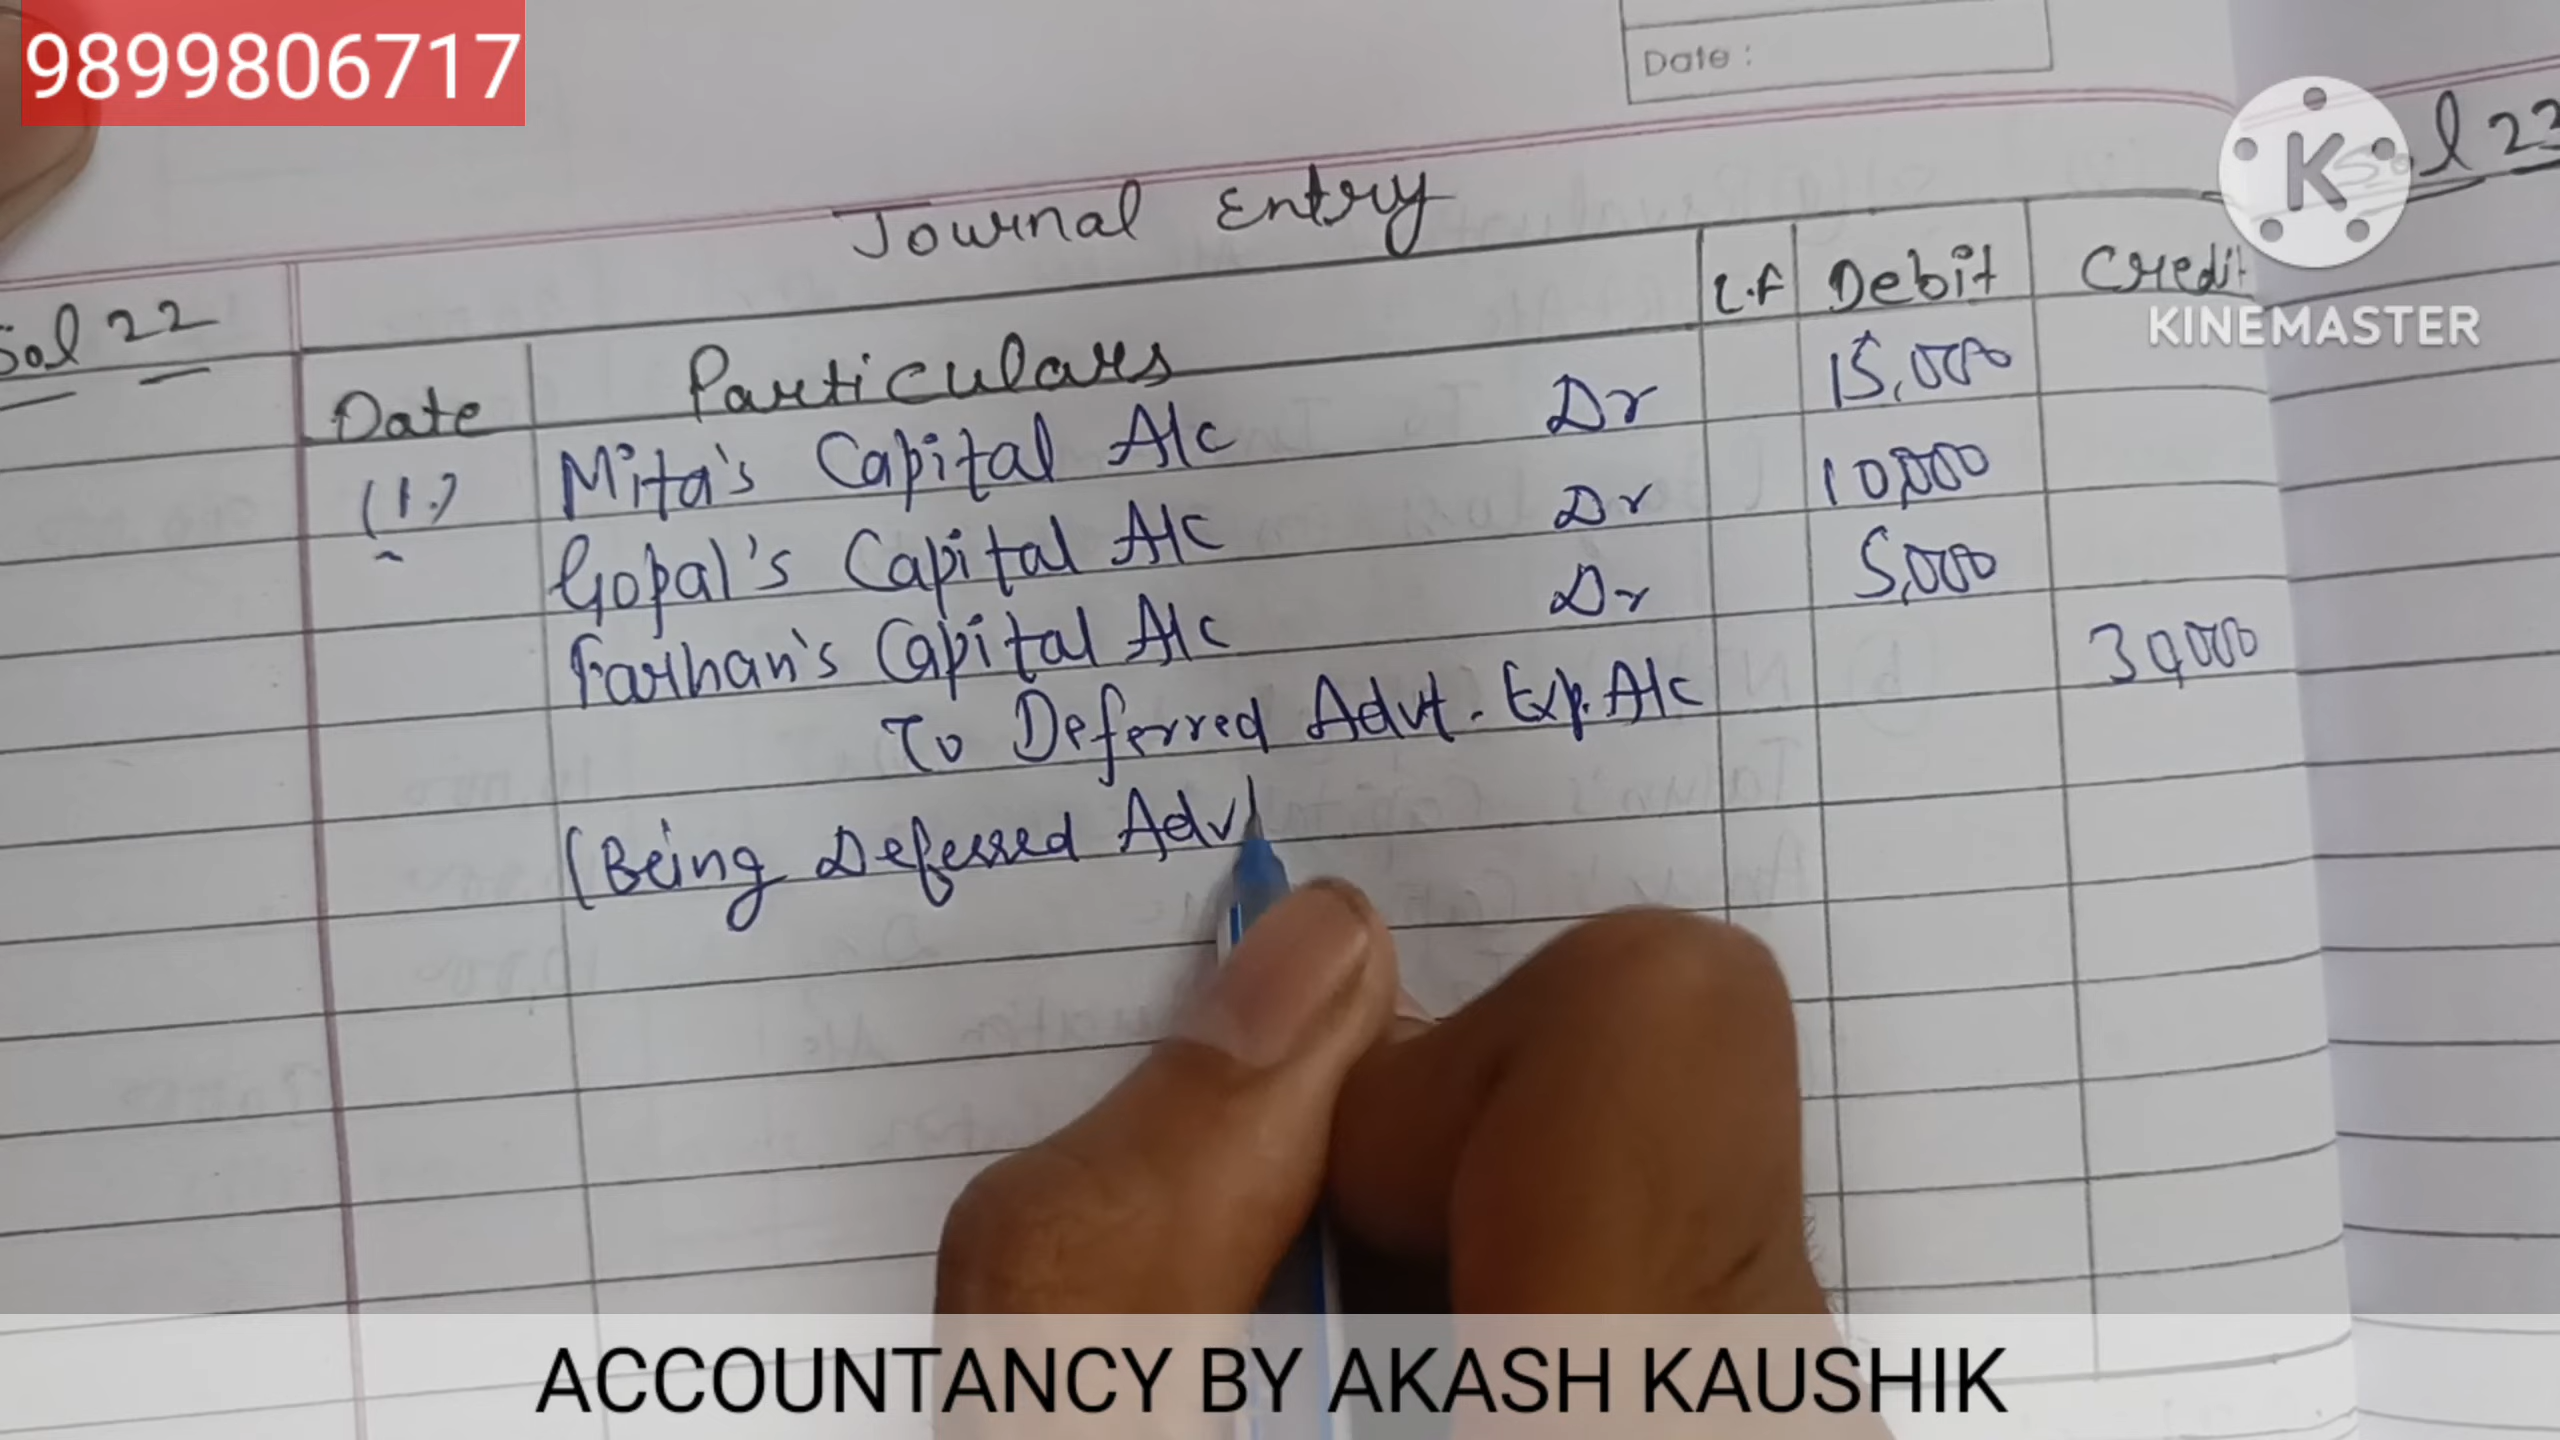 9899806717
Date :
Sol 23
KINEMASTER
Journal Entry
Sol 22
Date Particulars L.F Debit Credit
(1.) Mita's Capital A/c Dr 15,000
Gopal's Capital A/c Dr 10,000
Farhan's Capital A/c Dr 5,000
To Deferred Advt. Exp. A/c 30,000
(Being Deferred Adv
ACCOUNTANCY BY AKASH KAUSHIK